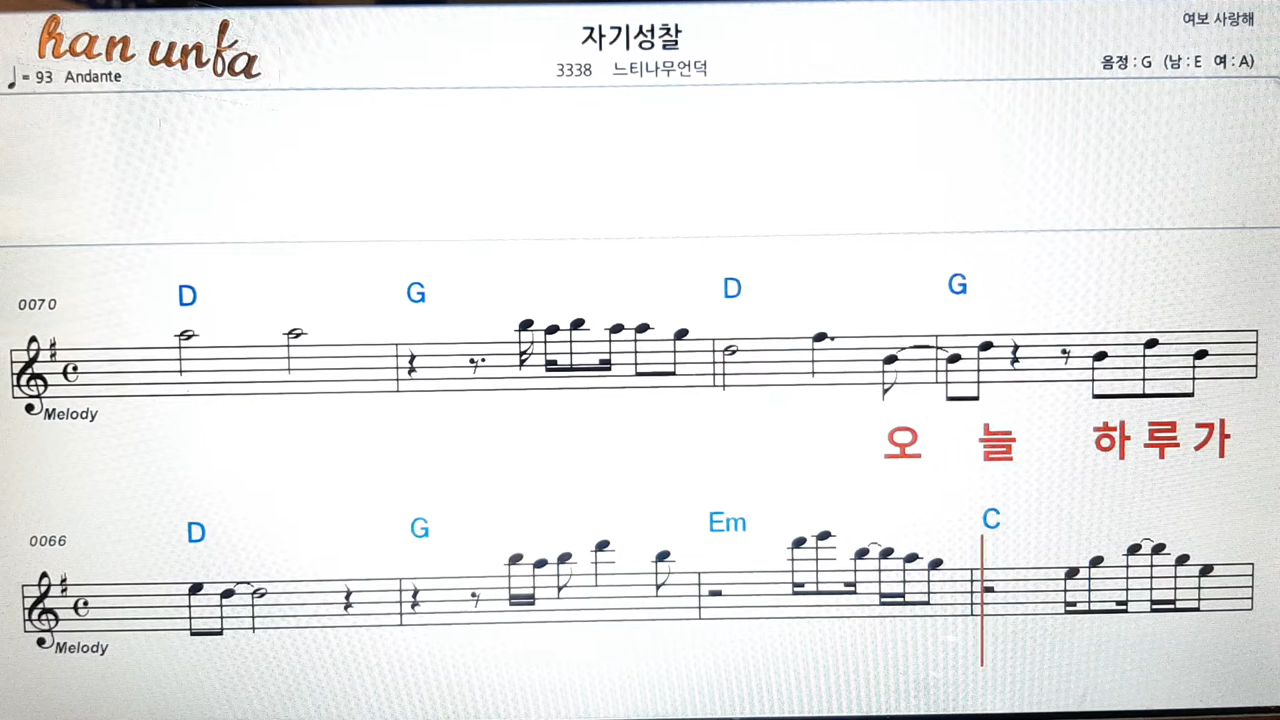 han unfa
자기성찰
여보 사랑해
♩ = 93 Andante
3338 느티나무언덕
음정 : G (남 : E 여 : A)
D G D G
0070
Melody
오 늘 하 루 가
D G Em C
0066
Melody